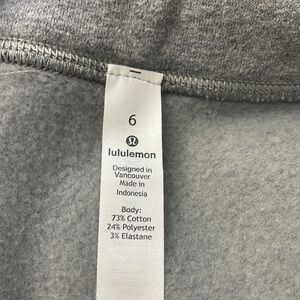 6
lululemon
Designed in
Vancouver
Made in
Indonesia
Body:
73% Cotton
24% Polyester
3% Elastane